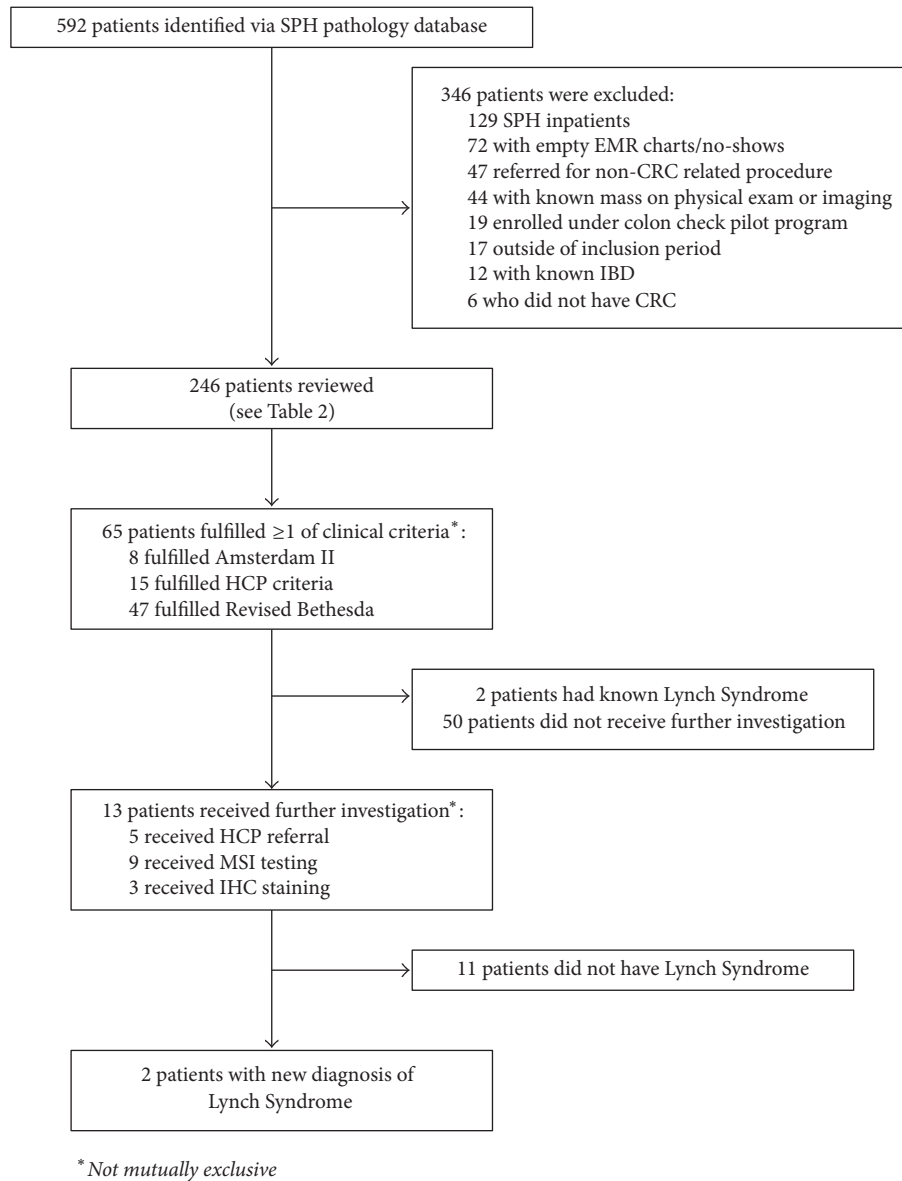 592 patients identified via SPH pathology database
346 patients were excluded:
129 SPH inpatients
72 with empty EMR charts/no-shows
47 referred for non-CRC related procedure
44 with known mass on physical exam or imaging
19 enrolled under colon check pilot program
17 outside of inclusion period
12 with known IBD
6 who did not have CRC
246 patients reviewed
(see Table 2)
65 patients fulfilled ≥1 of clinical criteria*:
8 fulfilled Amsterdam II
15 fulfilled HCP criteria
47 fulfilled Revised Bethesda
2 patients had known Lynch Syndrome
50 patients did not receive further investigation
13 patients received further investigation*:
5 received HCP referral
9 received MSI testing
3 received IHC staining
11 patients did not have Lynch Syndrome
2 patients with new diagnosis of
Lynch Syndrome
*Not mutually exclusive